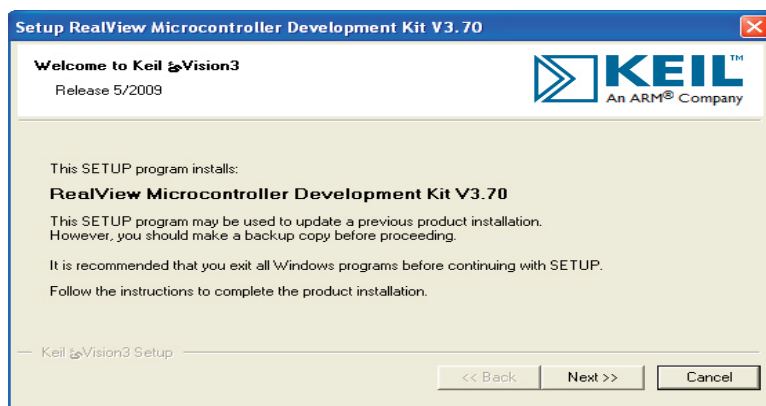 Setup RealView Microcontroller Development Kit V3.70
Welcome to Keil ﻩVision3
Release 5/2009
KEIL™
An ARM® Company
This SETUP program installs:
RealView Microcontroller Development Kit V3.70
This SETUP program may be used to update a previous product installation.
However, you should make a backup copy before proceeding.
It is recommended that you exit all Windows programs before continuing with SETUP.
Follow the instructions to complete the product installation.
Keil ﻩVision3 Setup
<< Back Next >> Cancel